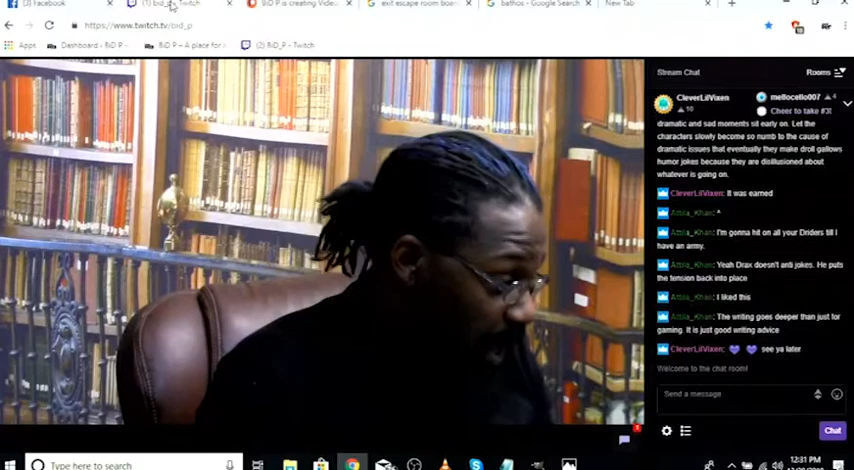 (3) Facebook
(1) bid_p - Twitch
BiD P is creating Videos
exit escape room boa
bathos - Google Search
New Tab
https://www.twitch.tv/bid_p
Apps
Dashboard - BiD P -
BiD P – A place for
(2) BiD_P - Twitch
Stream Chat
Rooms
CleverLilVixen
10
mellocello007
4
Cheer to take #3!
dramatic and sad moments sit early on. Let the
characters slowly become so numb to the cause of
dramatic issues that eventually they make droll gallows
humor jokes because they are disillusioned about
whatever is going on.
CleverLilVixen: It was earned
Attila_Khan: ^
Attila_Khan: I'm gonna hit on all your Driders till I
have an army.
Attila_Khan: Yeah Drax doesn't anti jokes. He puts
the tension back into place
Attila_Khan: I liked this
Attila_Khan: The writing goes deeper than just for
gaming. It is just good writing advice
CleverLilVixen: see ya later
Welcome to the chat room!
Send a message
Chat
Type here to search
12:31 PM